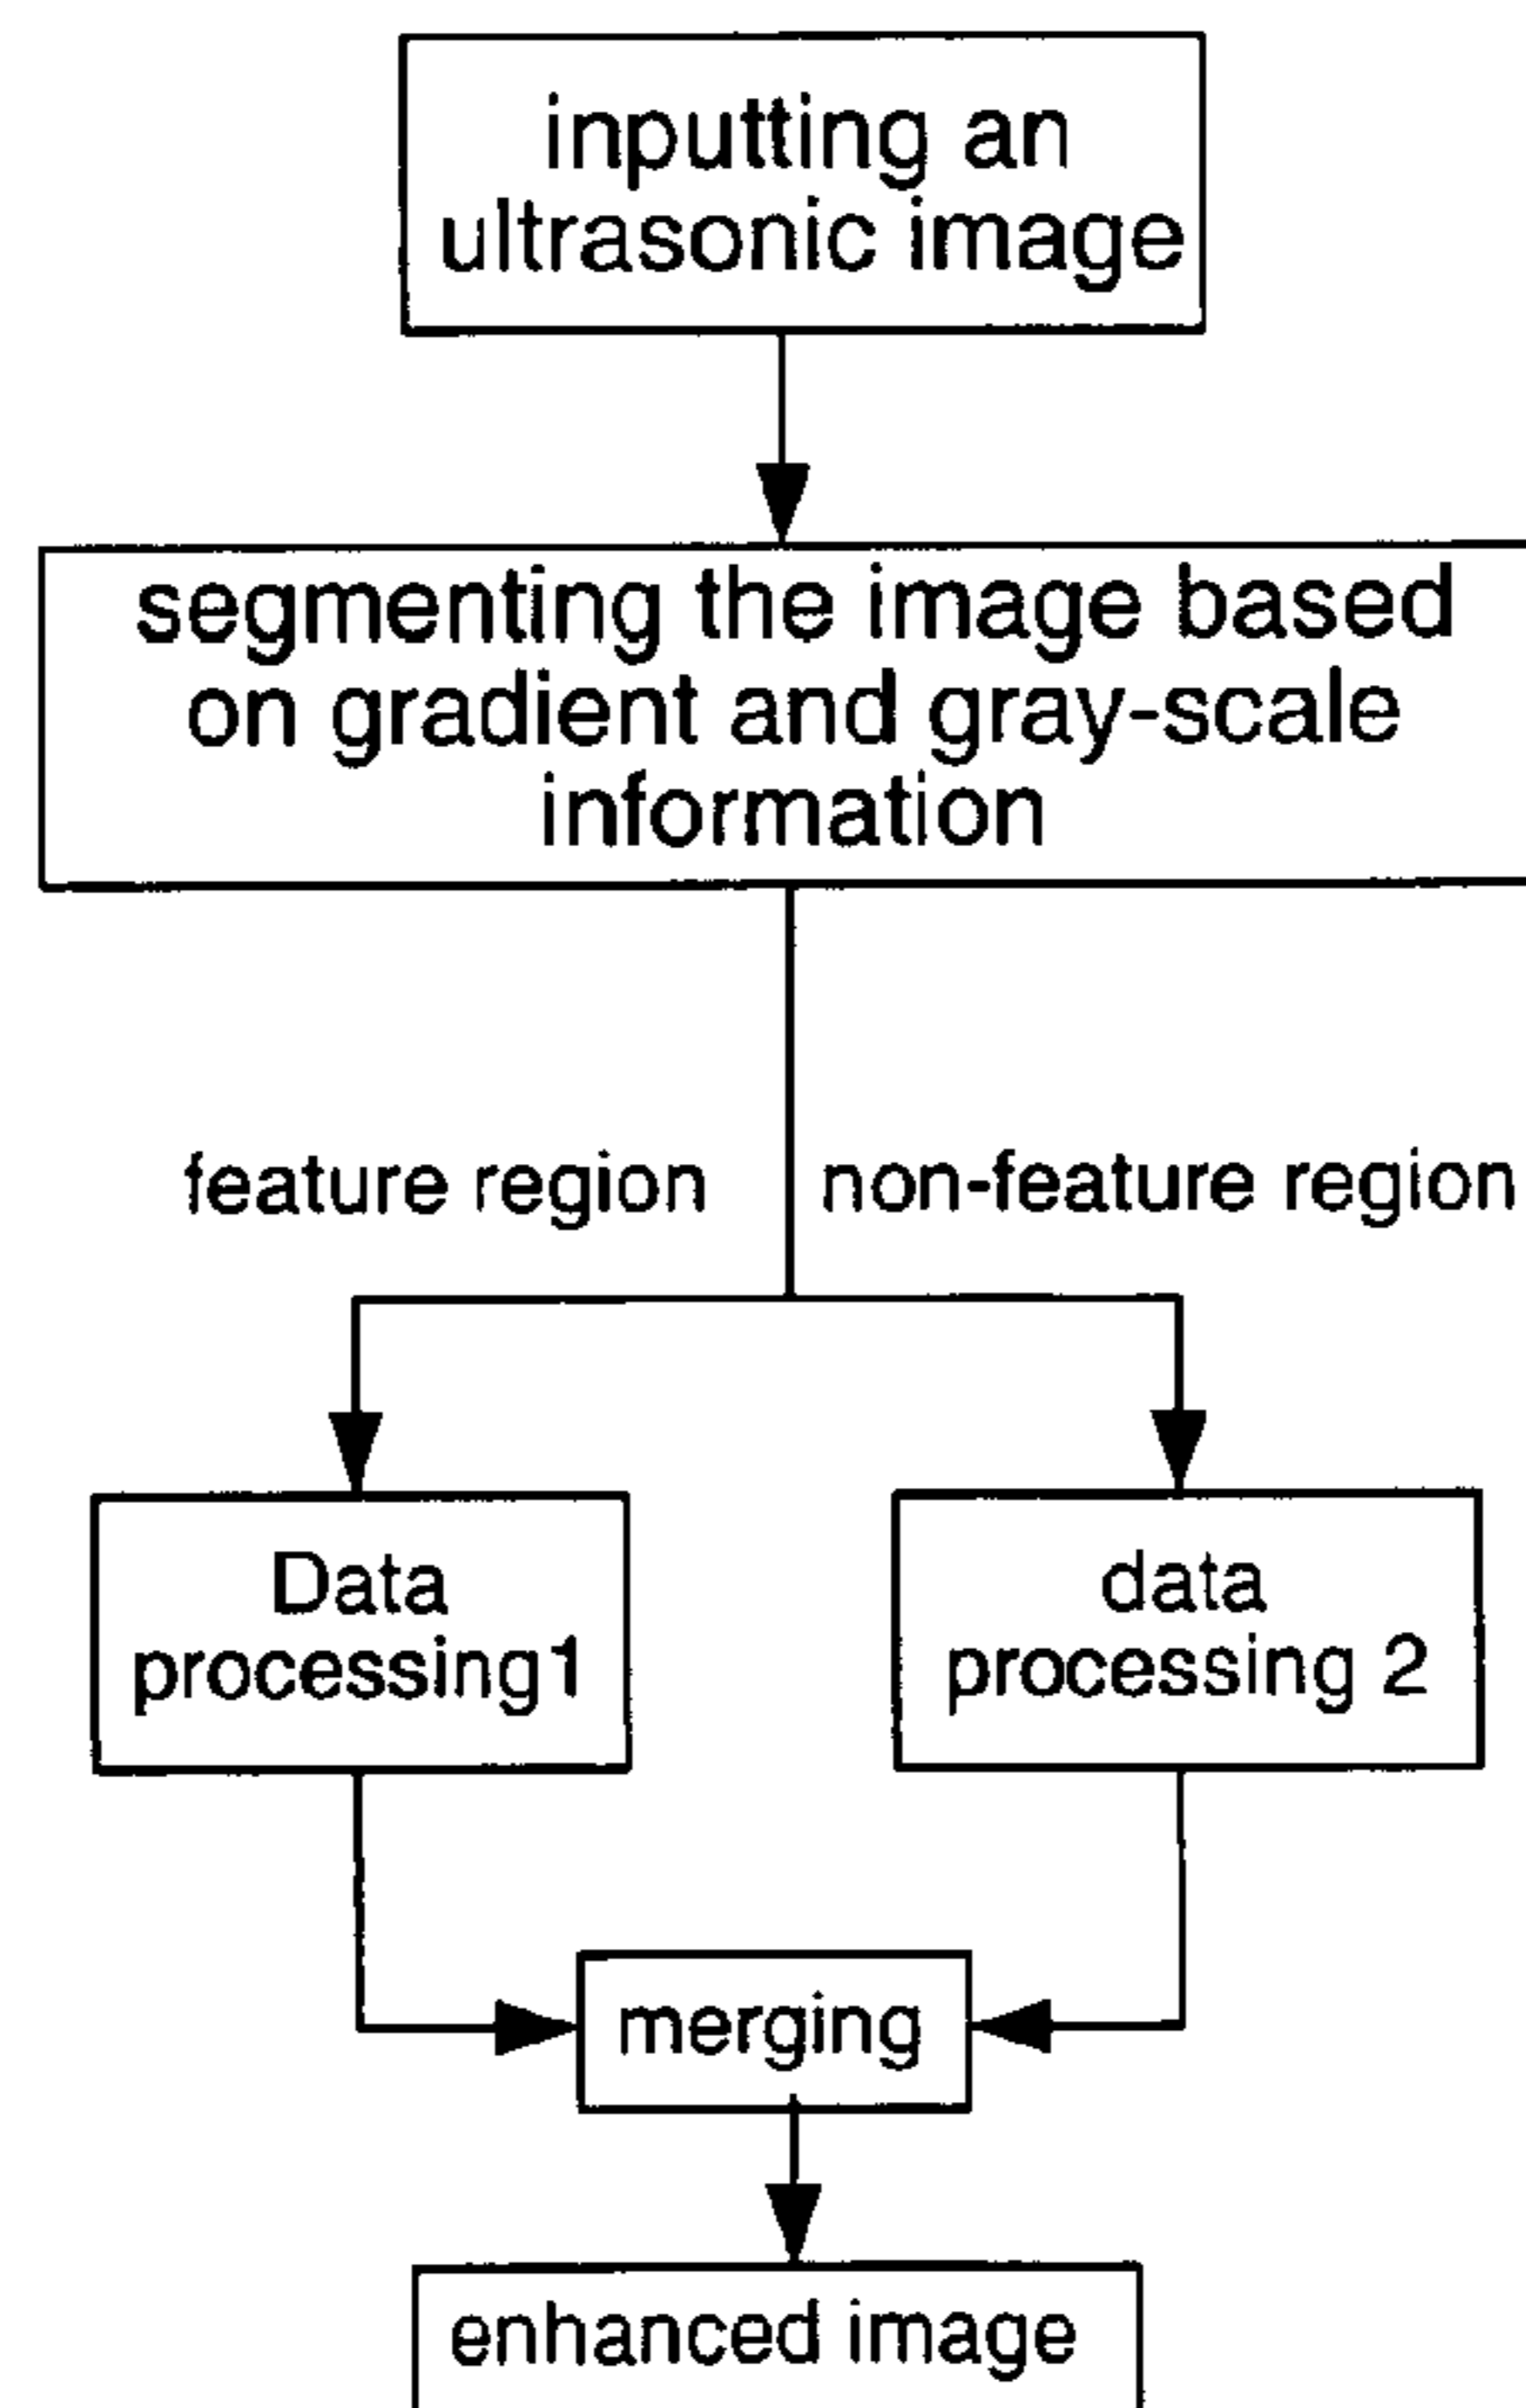 inputting an
ultrasonic image
segmenting the image based
on gradient and gray-scale
information
feature region
non-feature region
Data
processing1
data
processing 2
merging
enhanced image